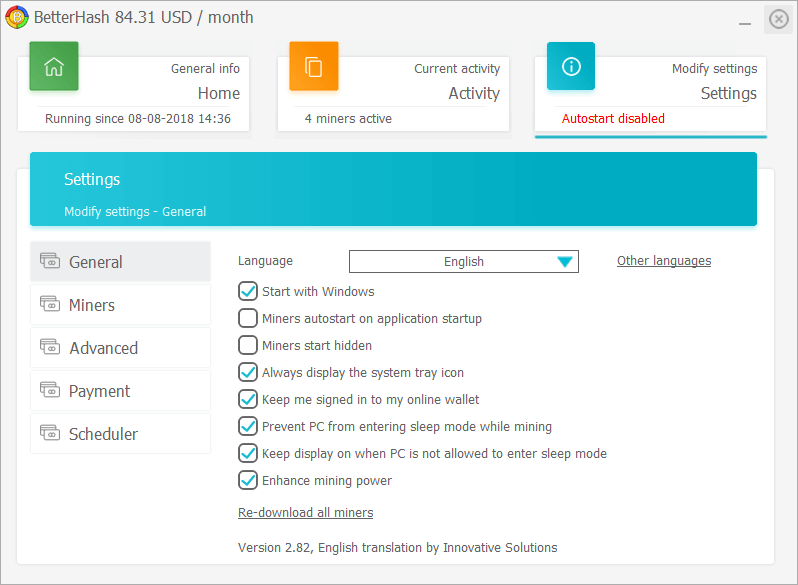 BetterHash 84.31 USD / month
General info
Home
Running since 08-08-2018 14:36
Current activity
Activity
4 miners active
Modify settings
Settings
Autostart disabled
Settings
Modify settings - General
General
Miners
Advanced
Payment
Scheduler
Language
English
Other languages
Start with Windows
Miners autostart on application startup
Miners start hidden
Always display the system tray icon
Keep me signed in to my online wallet
Prevent PC from entering sleep mode while mining
Keep display on when PC is not allowed to enter sleep mode
Enhance mining power
Re-download all miners
Version 2.82, English translation by Innovative Solutions